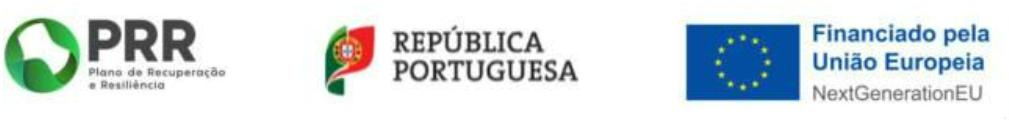 PRR
Plano de Recuperação
e Resiliência
REPÚBLICA
PORTUGUESA
Financiado pela
União Europeia
NextGenerationEU